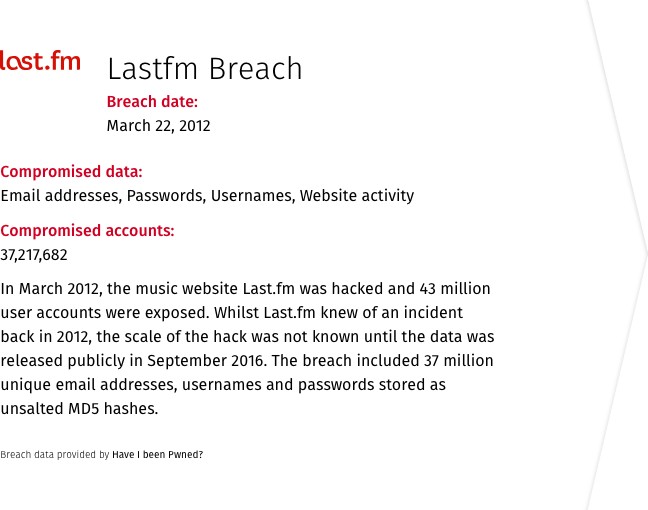 last.fm
Lastfm Breach
Breach date:
March 22, 2012
Compromised data:
Email addresses, Passwords, Usernames, Website activity
Compromised accounts:
37,217,682
In March 2012, the music website Last.fm was hacked and 43 million
user accounts were exposed. Whilst Last.fm knew of an incident
back in 2012, the scale of the hack was not known until the data was
released publicly in September 2016. The breach included 37 million
unique email addresses, usernames and passwords stored as
unsalted MD5 hashes.
Breach data provided by Have I been Pwned?